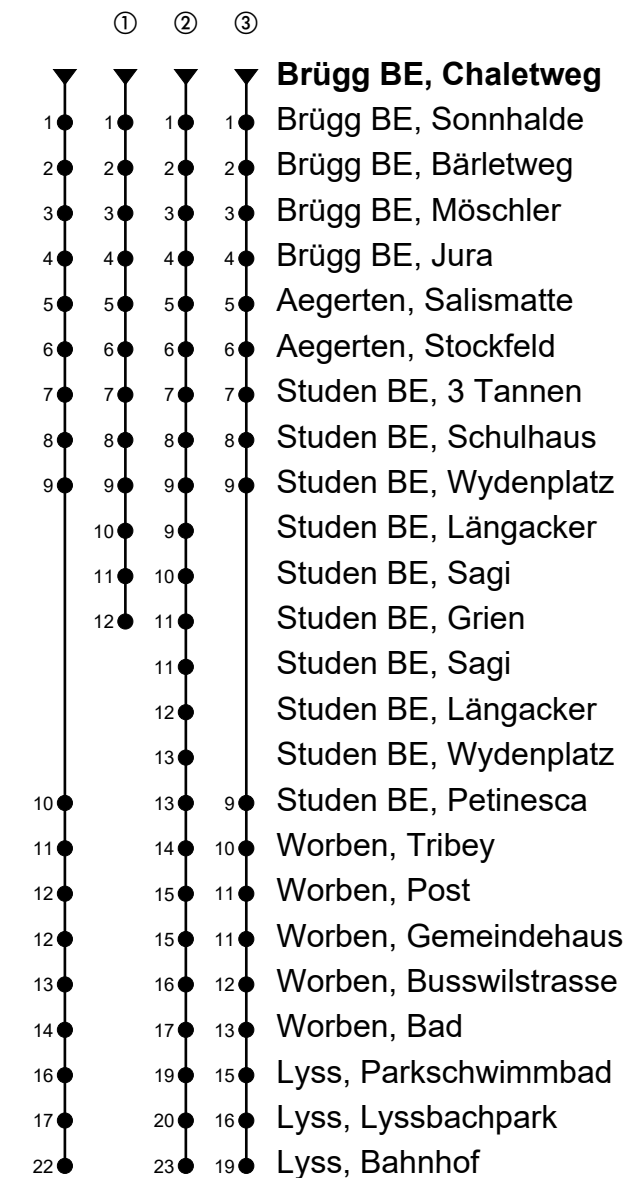 ① ② ③
Brügg BE, Chaletweg
1 1 1 1 Brügg BE, Sonnhalde
2 2 2 2 Brügg BE, Bärletweg
3 3 3 3 Brügg BE, Möschler
4 4 4 4 Brügg BE, Jura
5 5 5 5 Aegerten, Salismatte
6 6 6 6 Aegerten, Stockfeld
7 7 7 7 Studen BE, 3 Tannen
8 8 8 8 Studen BE, Schulhaus
9 9 9 9 Studen BE, Wydenplatz
10 9 Studen BE, Längacker
11 10 Studen BE, Sagi
12 11 Studen BE, Grien
11 Studen BE, Sagi
12 Studen BE, Längacker
13 Studen BE, Wydenplatz
10 13 9 Studen BE, Petinesca
11 14 10 Worben, Tribey
12 15 11 Worben, Post
12 15 11 Worben, Gemeindehaus
13 16 12 Worben, Busswilstrasse
14 17 13 Worben, Bad
16 19 15 Lyss, Parkschwimmbad
17 20 16 Lyss, Lyssbachpark
22 23 19 Lyss, Bahnhof